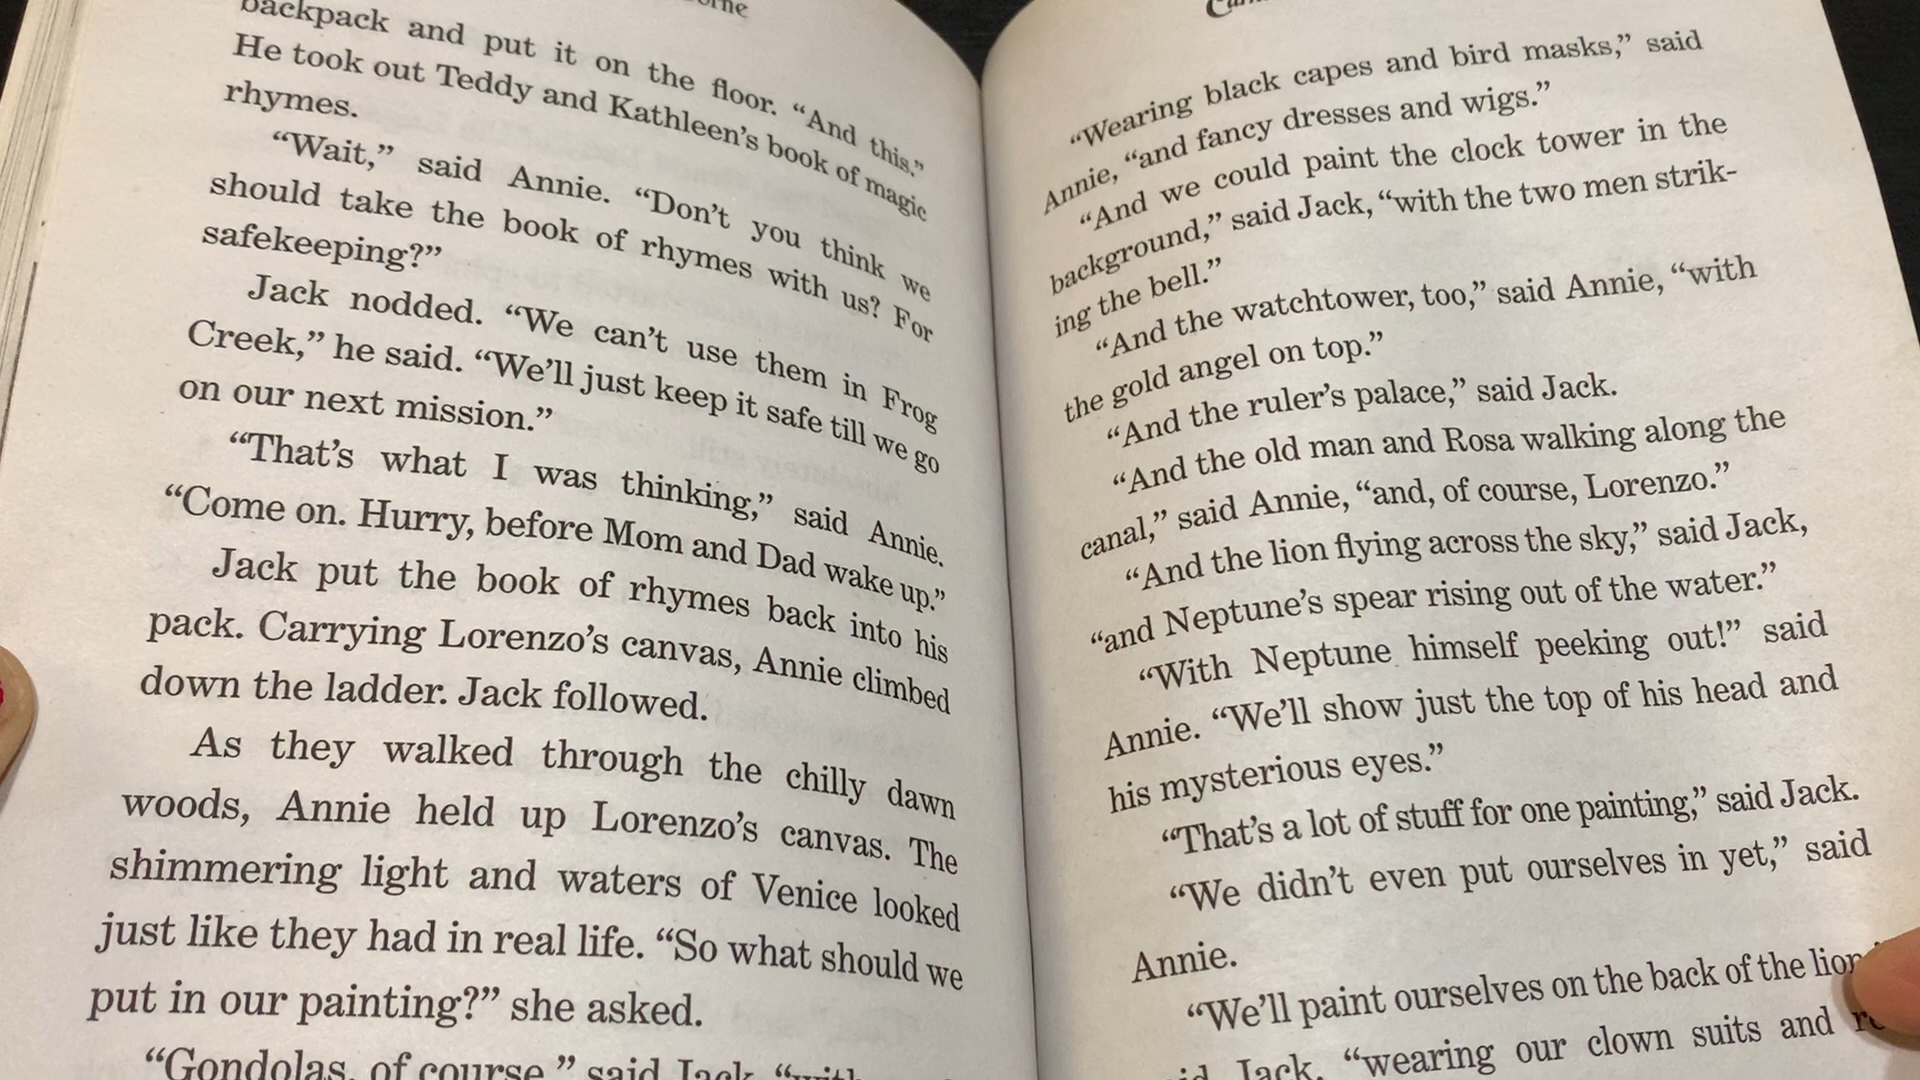 backpack and put it on the floor. “And this.”
He took out Teddy and Kathleen’s book of magic
rhymes.
“Wait,” said Annie. “Don’t you think we
should take the book of rhymes with us? For
safekeeping?”
Jack nodded. “We can’t use them in Frog
Creek,” he said. “We’ll just keep it safe till we go
on our next mission.”
“That’s what I was thinking,” said Annie.
“Come on. Hurry, before Mom and Dad wake up.”
Jack put the book of rhymes back into his
pack. Carrying Lorenzo’s canvas, Annie climbed
down the ladder. Jack followed.
As they walked through the chilly dawn
woods, Annie held up Lorenzo’s canvas. The
shimmering light and waters of Venice looked
just like they had in real life. “So what should we
put in our painting?” she asked.
“Gondolas, of course,” said Jack, “with
“Wearing black capes and bird masks,” said
Annie, “and fancy dresses and wigs.”
“And we could paint the clock tower in the
background,” said Jack, “with the two men strik-
ing the bell.”
“And the watchtower, too,” said Annie, “with
the gold angel on top.”
“And the ruler’s palace,” said Jack.
“And the old man and Rosa walking along the
canal,” said Annie, “and, of course, Lorenzo.”
“And the lion flying across the sky,” said Jack,
“and Neptune’s spear rising out of the water.”
“With Neptune himself peeking out!” said
Annie. “We’ll show just the top of his head and
his mysterious eyes.”
“That’s a lot of stuff for one painting,” said Jack.
“We didn’t even put ourselves in yet,” said
Annie.
“We’ll paint ourselves on the back of the lion
Jack, “wearing our clown suits and